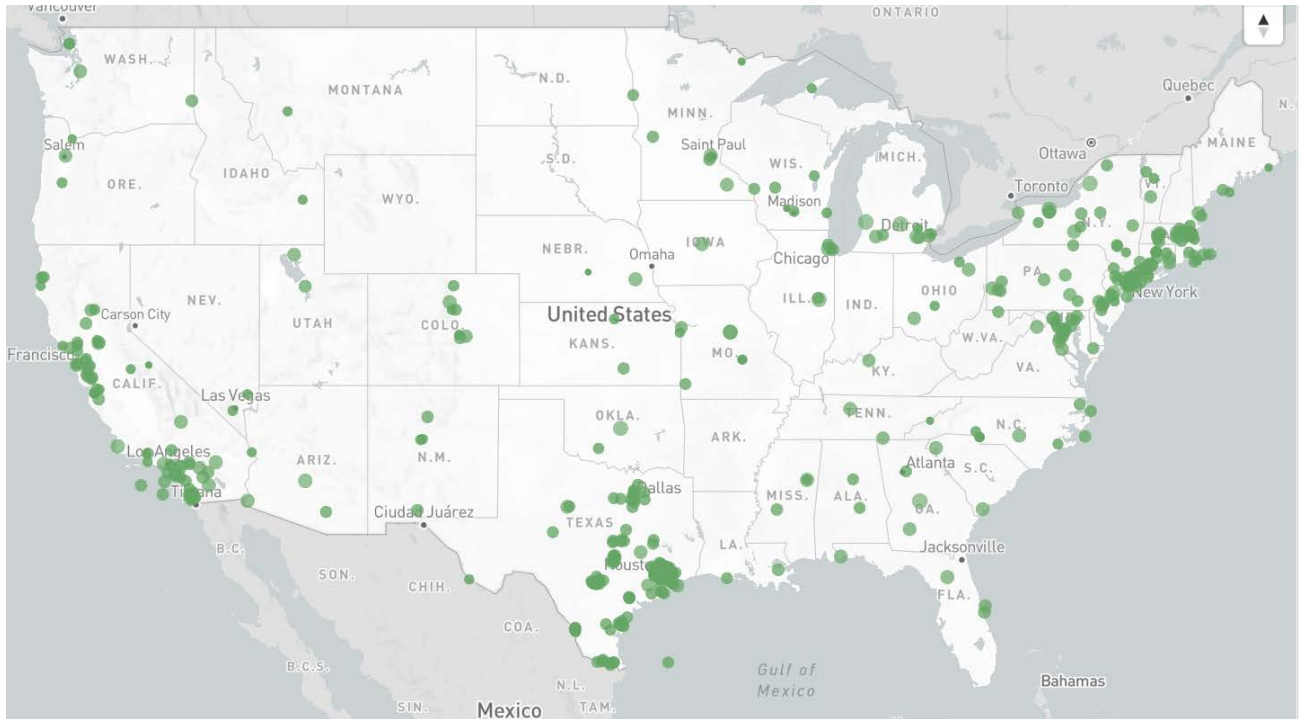 Vancouver
ONTARIO
WASH.
MONTANA
N.D.
MINN.
Quebec
N.
Salem
Saint Paul
WIS.
MICH.
Ottawa
MAINE
ORE.
IDAHO
S.D.
Toronto
VT.
WYO.
Madison
N.Y.
Detroit
NEBR.
Omaha
IOWA
Chicago
NEV.
Carson City
UTAH
COLO.
United States
ILL.
IND.
OHIO
PA.
New York
KANS.
MO.
W.VA.
Francisco
CALIF.
KY.
VA.
Las Vegas
OKLA.
TENN.
N.C.
Los Angeles
ARIZ.
N.M.
ARK.
Atlanta
S.C.
Tijuana
Dallas
MISS.
ALA.
GA.
Ciudad Juárez
TEXAS
LA.
Jacksonville
B.C.
SON.
CHIH.
Houston
FLA.
COA.
B.C.S.
Gulf of
Mexico
Bahamas
N.L.
SIN.
Mexico
TAM.